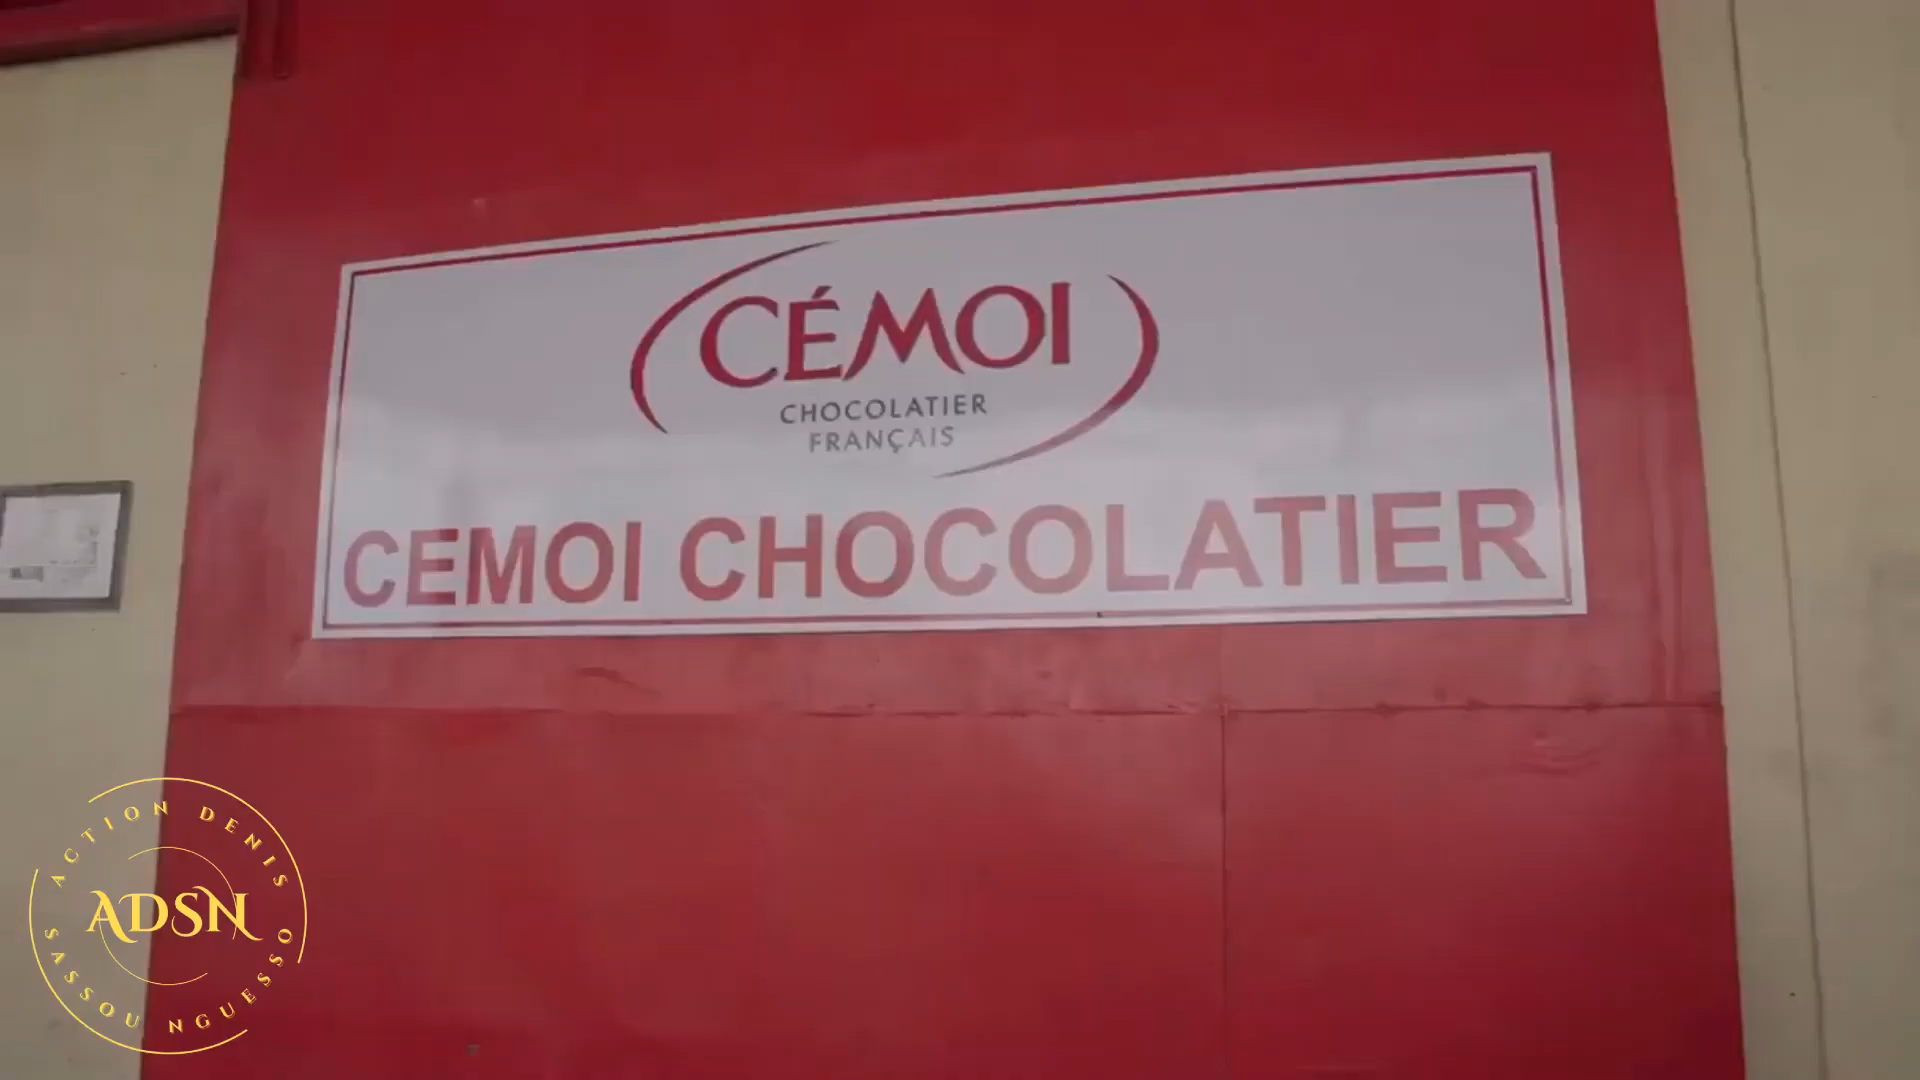 CÉMOI
CHOCOLATIER
FRANÇAIS
CEMOI CHOCOLATIER
ACTION DENIS
ADSN
SASSOU NGUESSO